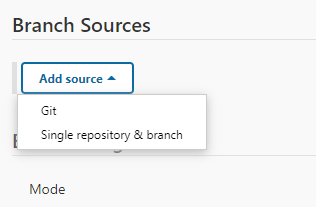 Branch Sources
Add source
Git
Single repository & branch
Mode